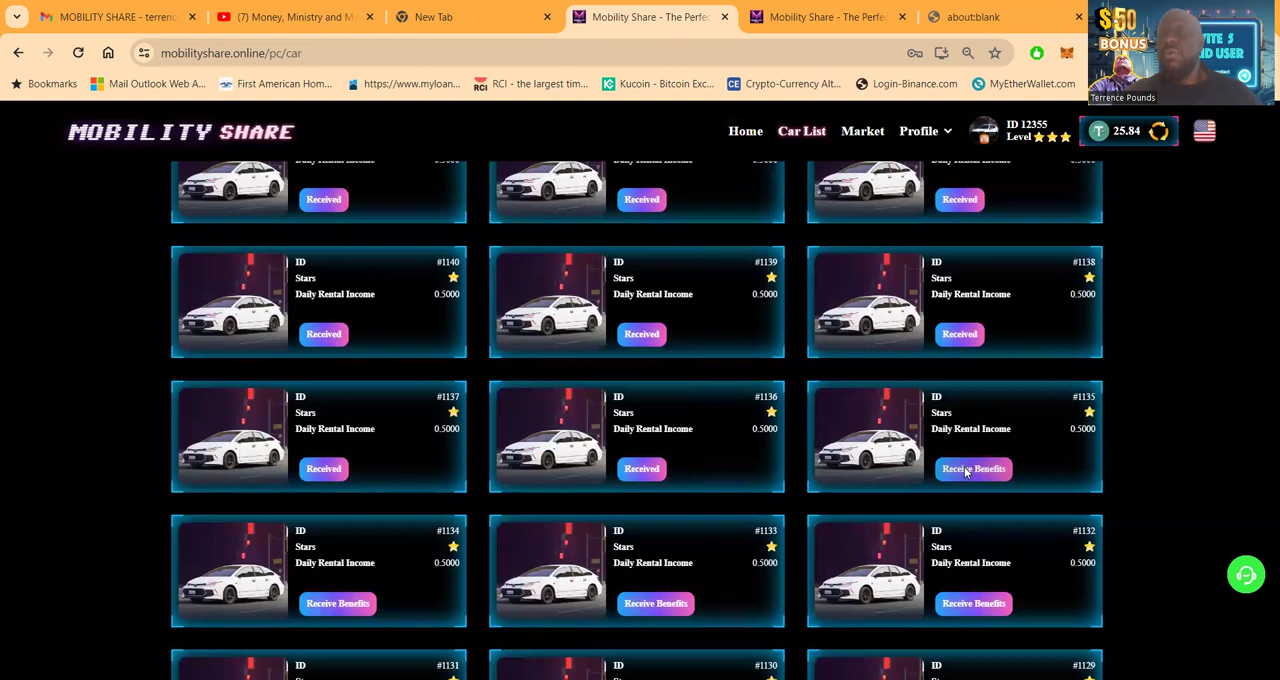 MOBILITY SHARE - terrenc
(7) Money, Ministry and M
New Tab
Mobility Share - The Perfec
Mobility Share - The Perfec
about:blank
mobilityshare.online/pc/car
Bookmarks
Mail Outlook Web A...
First American Hom...
https://www.myloan...
RCI - the largest tim...
Kucoin - Bitcoin Exc...
Crypto-Currency Alt...
Login-Binance.com
MyEtherWallet.com
$50
BONUS
Terrence Pounds
MOBILITY SHARE
Home
Car List
Market
Profile
ID 12355
Level
25.84
Received
Received
Received
ID #1140
Stars
Daily Rental Income 0.5000
Received
ID #1139
Stars
Daily Rental Income 0.5000
Received
ID #1138
Stars
Daily Rental Income 0.5000
Received
ID #1137
Stars
Daily Rental Income 0.5000
Received
ID #1136
Stars
Daily Rental Income 0.5000
Received
ID #1135
Stars
Daily Rental Income 0.5000
Receive Benefits
ID #1134
Stars
Daily Rental Income 0.5000
Receive Benefits
ID #1133
Stars
Daily Rental Income 0.5000
Receive Benefits
ID #1132
Stars
Daily Rental Income 0.5000
Receive Benefits
ID #1131
ID #1130
ID #1129